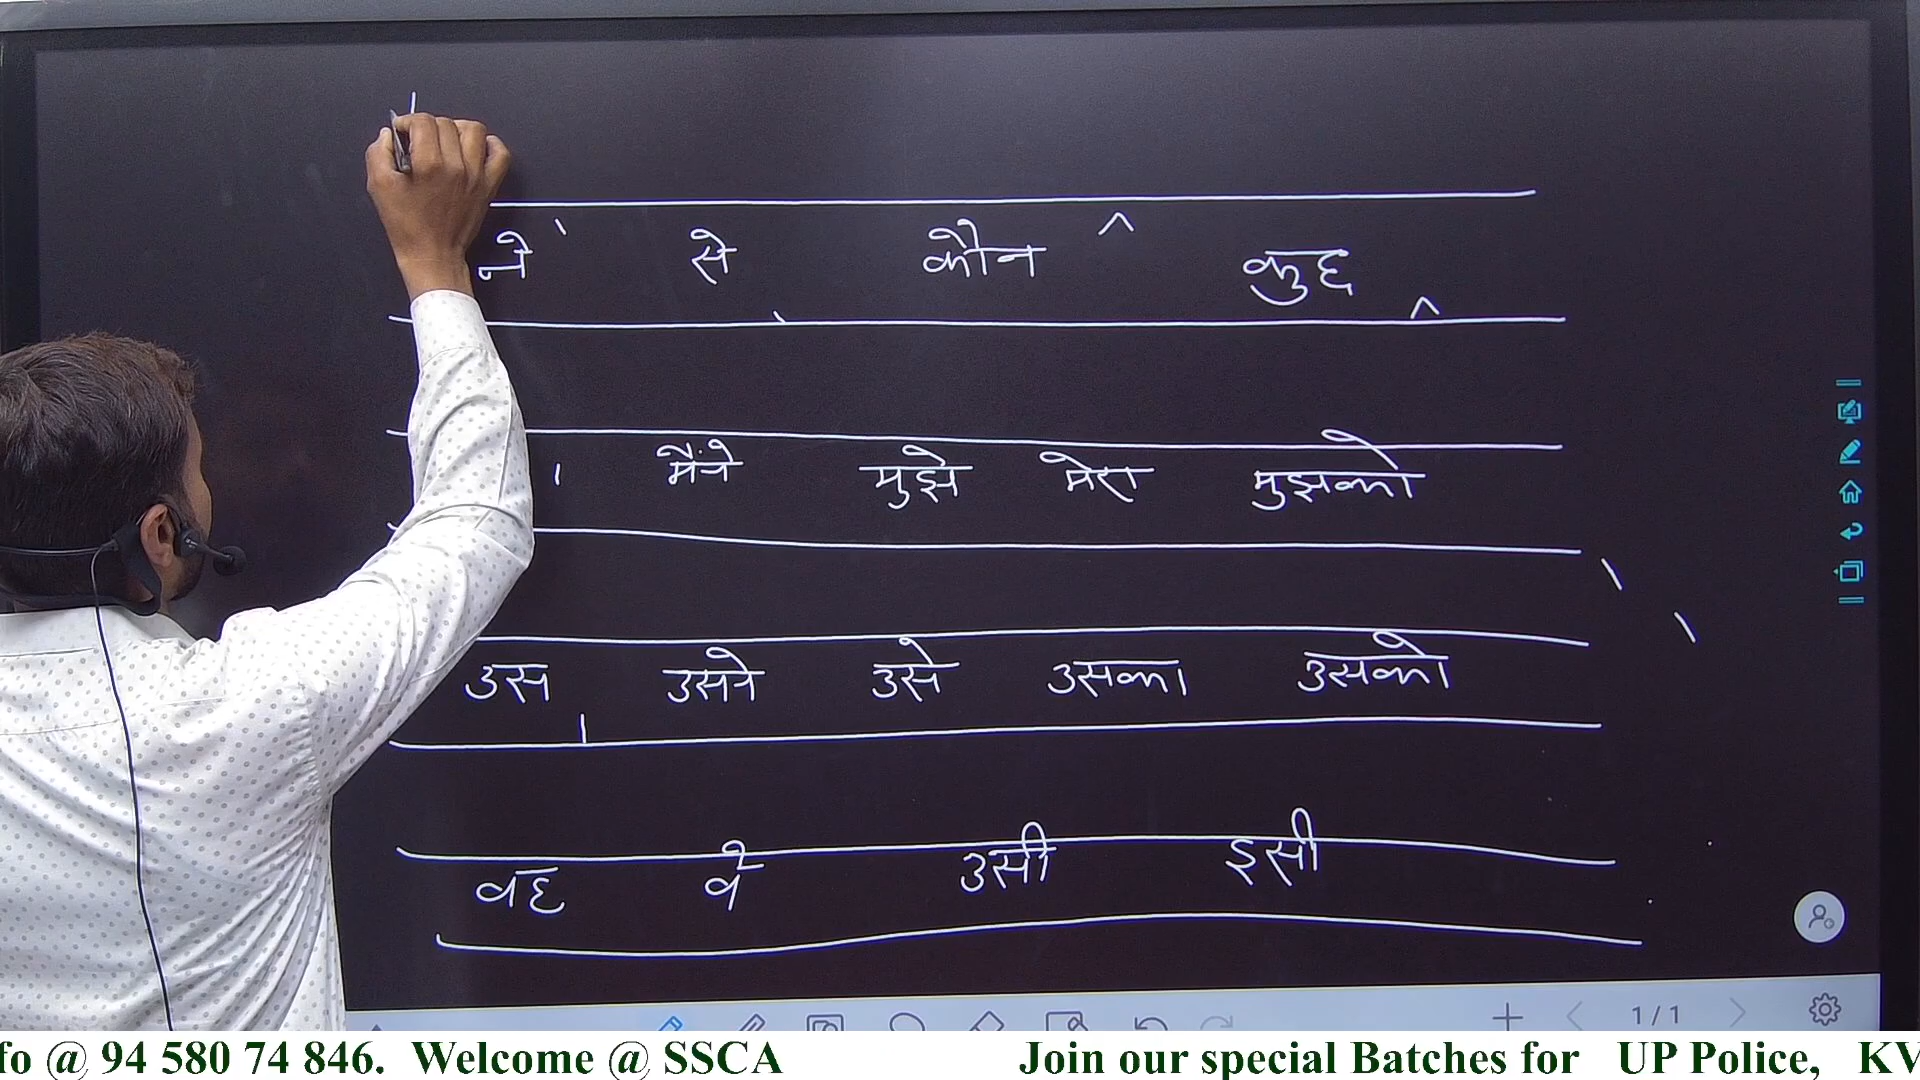 ने से कौन कुछ
मैंने मुझे मेरा मुझको
उस उसने उसे उसका उसको
वह वे उसी इसी
1/1
fo @ 94 580 74 846. Welcome @ SSCA Join our special Batches for UP Police, KV